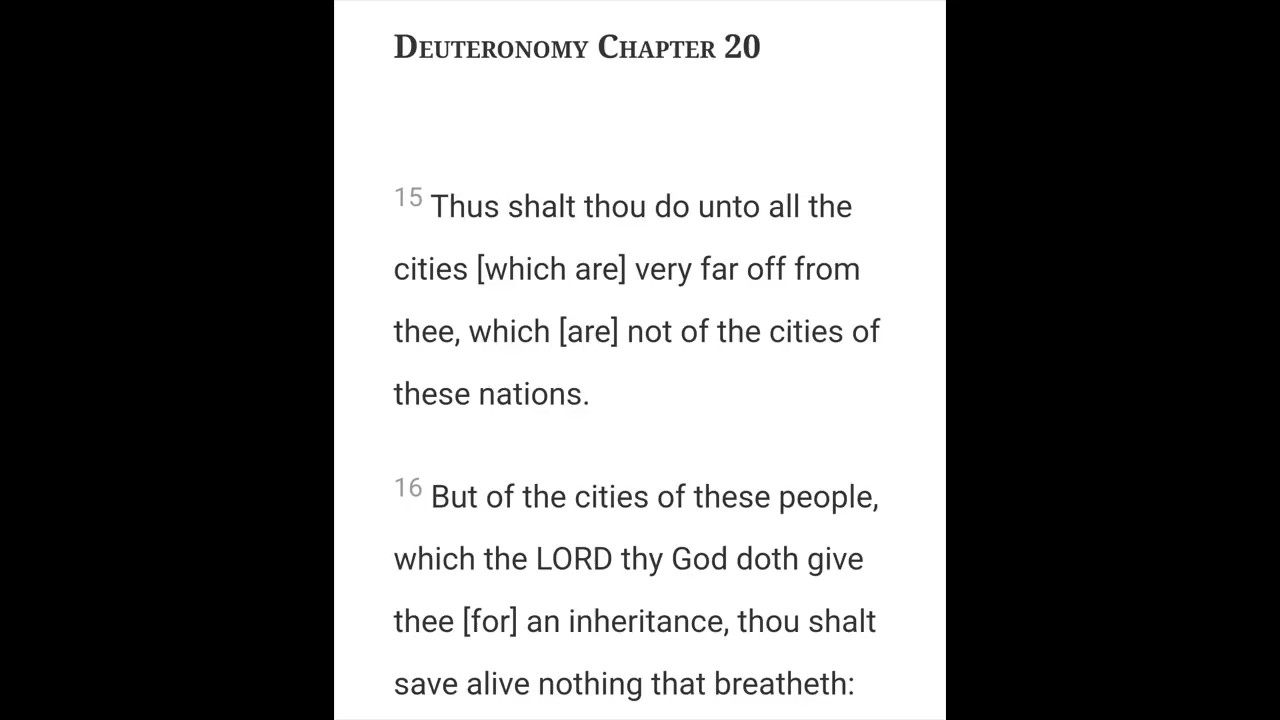 Deuteronomy Chapter 20
15 Thus shalt thou do unto all the
cities [which are] very far off from
thee, which [are] not of the cities of
these nations.
16 But of the cities of these people,
which the LORD thy God doth give
thee [for] an inheritance, thou shalt
save alive nothing that breatheth: